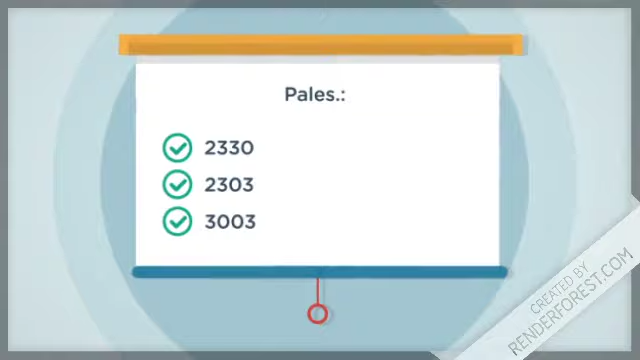 Pales.:
2330
2303
3003
CREATED BY
RENDERFOREST.COM